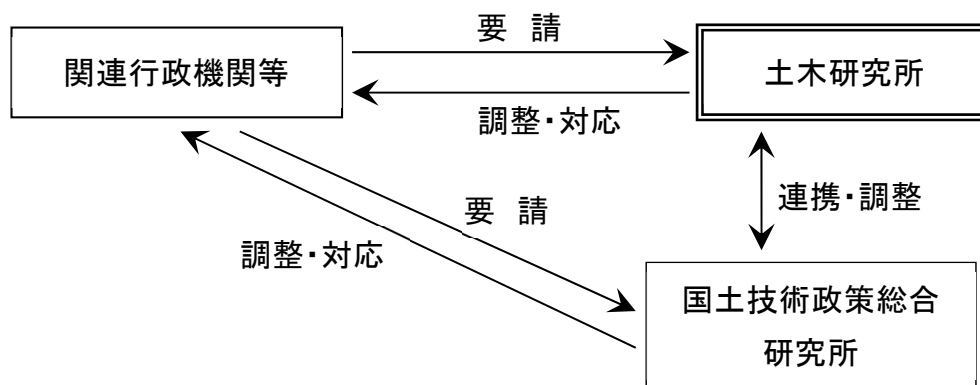 要 請
関連行政機関等
土木研究所
調整・対応
連携・調整
要 請
調整・対応
国土技術政策総合
研究所